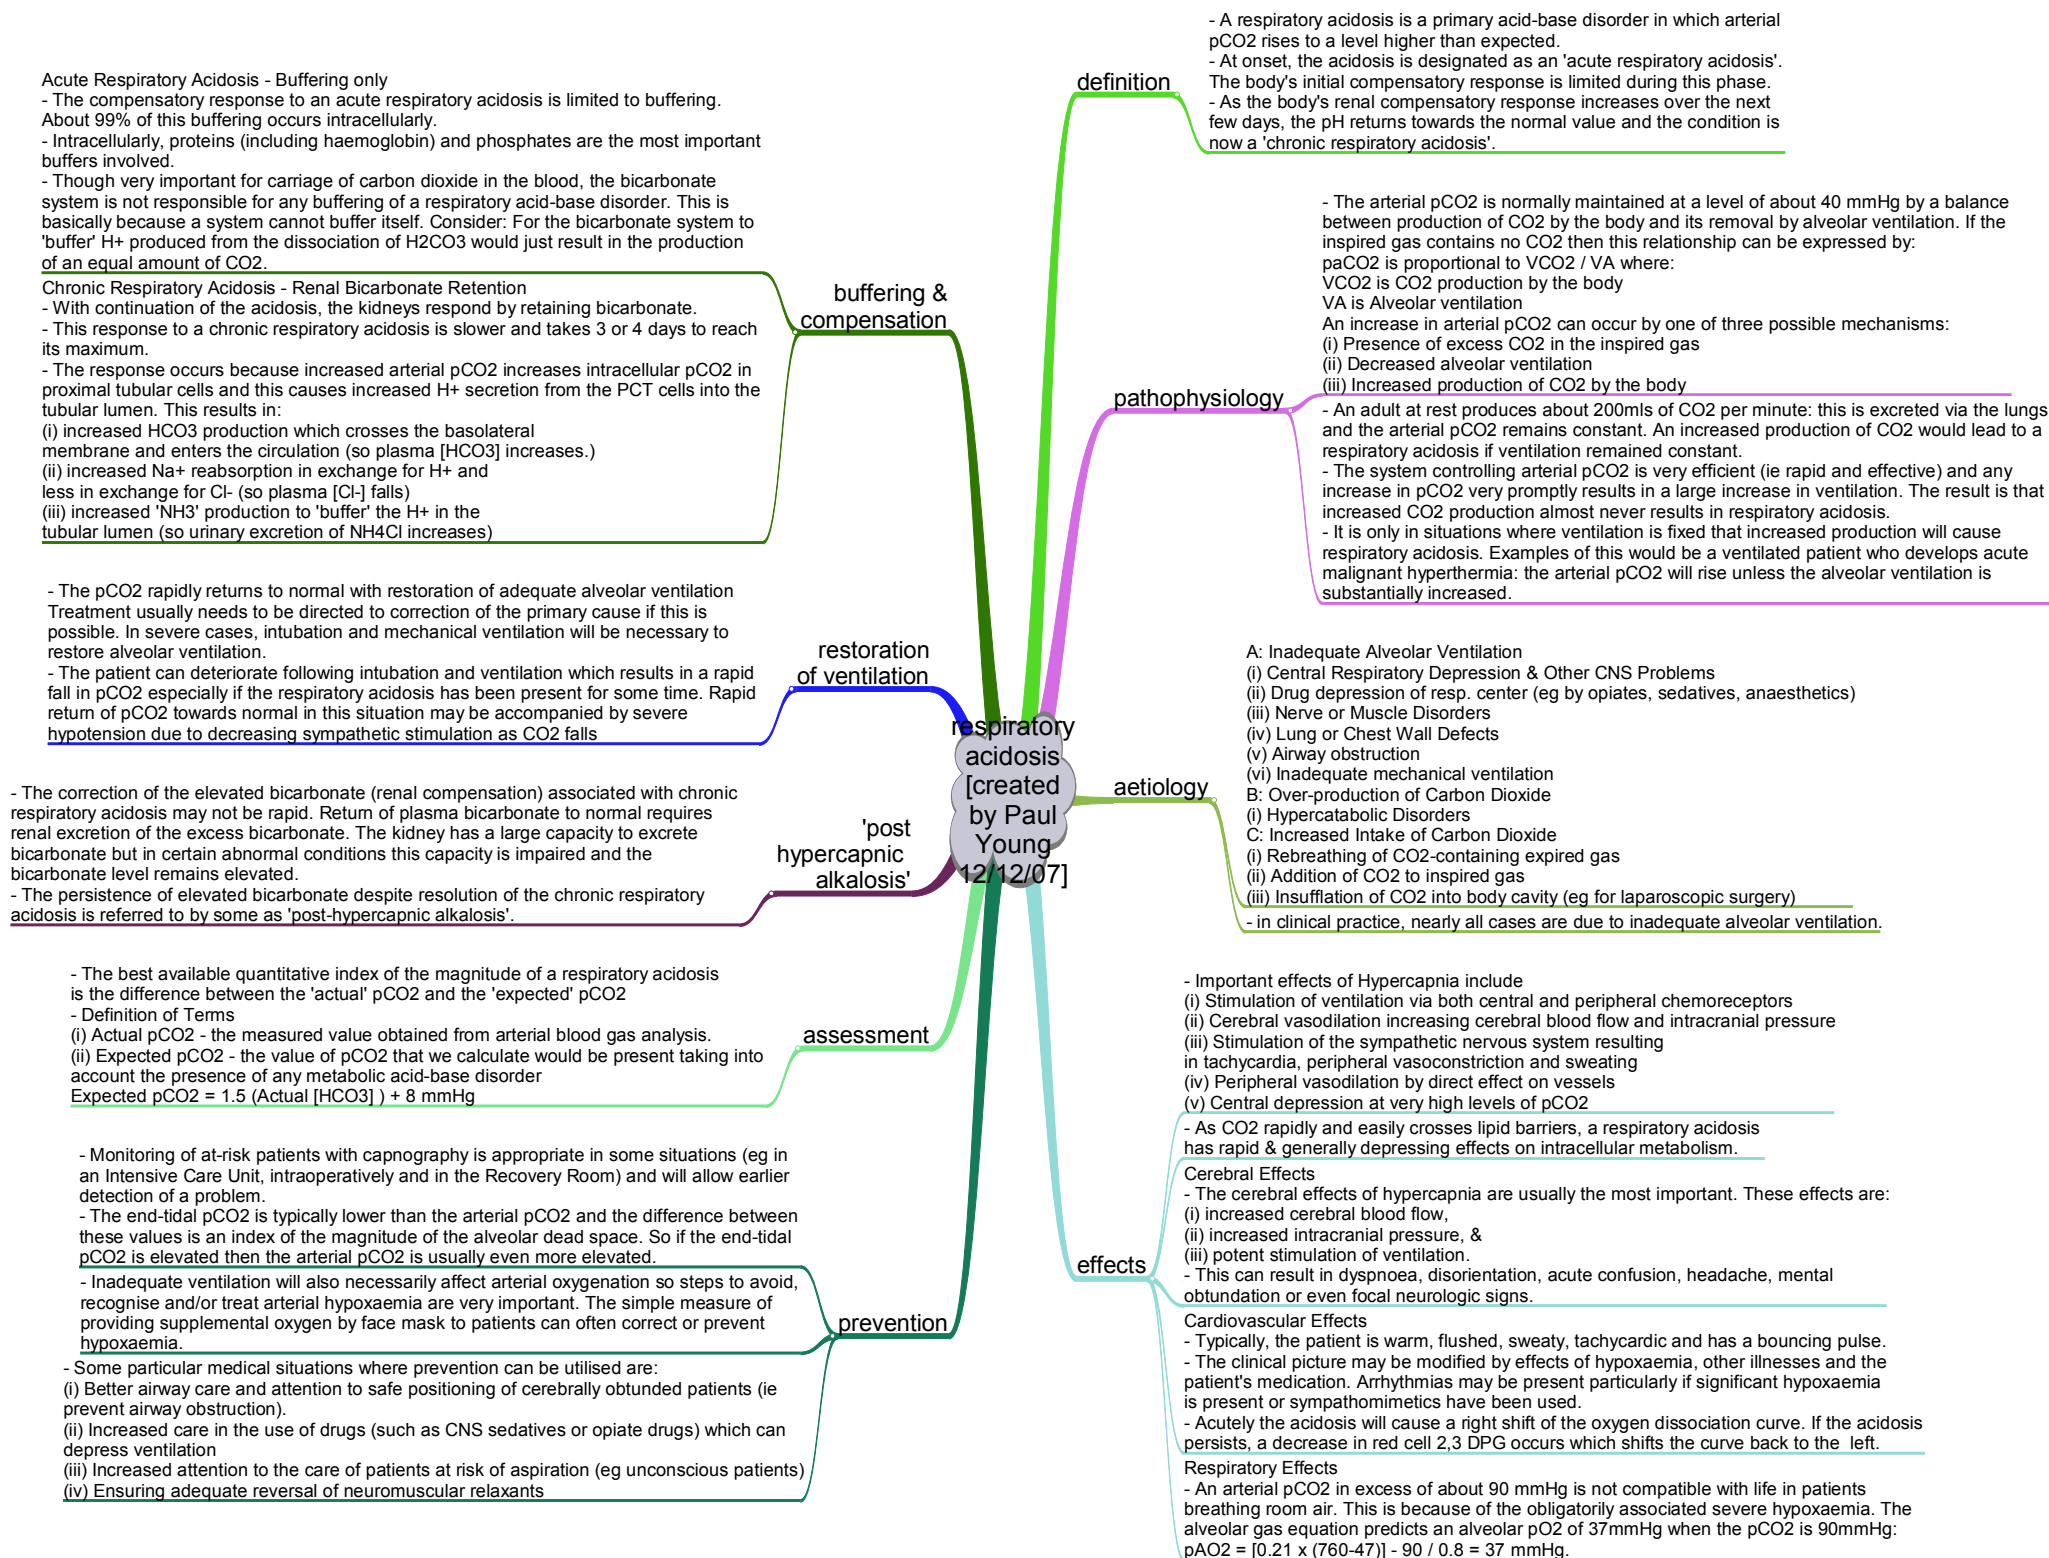 respiratory
acidosis
[created
by Paul
Young
12/12/07]
definition
- A respiratory acidosis is a primary acid-base disorder in which arterial
pCO2 rises to a level higher than expected.
- At onset, the acidosis is designated as an 'acute respiratory acidosis'.
The body's initial compensatory response is limited during this phase.
- As the body's renal compensatory response increases over the next
few days, the pH returns towards the normal value and the condition is
now a 'chronic respiratory acidosis'.
pathophysiology
- The arterial pCO2 is normally maintained at a level of about 40 mmHg by a balance
between production of CO2 by the body and its removal by alveolar ventilation. If the
inspired gas contains no CO2 then this relationship can be expressed by:
paCO2 is proportional to VCO2 / VA where:
VCO2 is CO2 production by the body
VA is Alveolar ventilation
An increase in arterial pCO2 can occur by one of three possible mechanisms:
(i) Presence of excess CO2 in the inspired gas
(ii) Decreased alveolar ventilation
(iii) Increased production of CO2 by the body
- An adult at rest produces about 200mls of CO2 per minute: this is excreted via the lungs
and the arterial pCO2 remains constant. An increased production of CO2 would lead to a
respiratory acidosis if ventilation remained constant.
- The system controlling arterial pCO2 is very efficient (ie rapid and effective) and any
increase in pCO2 very promptly results in a large increase in ventilation. The result is that
increased CO2 production almost never results in respiratory acidosis.
- It is only in situations where ventilation is fixed that increased production will cause
respiratory acidosis. Examples of this would be a ventilated patient who develops acute
malignant hyperthermia: the arterial pCO2 will rise unless the alveolar ventilation is
substantially increased.
aetiology
A: Inadequate Alveolar Ventilation
(i) Central Respiratory Depression & Other CNS Problems
(ii) Drug depression of resp. center (eg by opiates, sedatives, anaesthetics)
(iii) Nerve or Muscle Disorders
(iv) Lung or Chest Wall Defects
(v) Airway obstruction
(vi) Inadequate mechanical ventilation
B: Over-production of Carbon Dioxide
(i) Hypercatabolic Disorders
C: Increased Intake of Carbon Dioxide
(i) Rebreathing of CO2-containing expired gas
(ii) Addition of CO2 to inspired gas
(iii) Insufflation of CO2 into body cavity (eg for laparoscopic surgery)
- in clinical practice, nearly all cases are due to inadequate alveolar ventilation.
effects
- Important effects of Hypercapnia include
(i) Stimulation of ventilation via both central and peripheral chemoreceptors
(ii) Cerebral vasodilation increasing cerebral blood flow and intracranial pressure
(iii) Stimulation of the sympathetic nervous system resulting
in tachycardia, peripheral vasoconstriction and sweating
(iv) Peripheral vasodilation by direct effect on vessels
(v) Central depression at very high levels of pCO2
- As CO2 rapidly and easily crosses lipid barriers, a respiratory acidosis
has rapid & generally depressing effects on intracellular metabolism.
Cerebral Effects
- The cerebral effects of hypercapnia are usually the most important. These effects are:
(i) increased cerebral blood flow,
(ii) increased intracranial pressure, &
(iii) potent stimulation of ventilation.
- This can result in dyspnoea, disorientation, acute confusion, headache, mental
obtundation or even focal neurologic signs.
Cardiovascular Effects
- Typically, the patient is warm, flushed, sweaty, tachycardic and has a bouncing pulse.
- The clinical picture may be modified by effects of hypoxaemia, other illnesses and the
patient's medication. Arrhythmias may be present particularly if significant hypoxaemia
is present or sympathomimetics have been used.
- Acutely the acidosis will cause a right shift of the oxygen dissociation curve. If the acidosis
persists, a decrease in red cell 2,3 DPG occurs which shifts the curve back to the  left.
Respiratory Effects
- An arterial pCO2 in excess of about 90 mmHg is not compatible with life in patients
breathing room air. This is because of the obligatorily associated severe hypoxaemia. The
alveolar gas equation predicts an alveolar pO2 of 37mmHg when the pCO2 is 90mmHg:
pAO2 = [0.21 x (760-47)] - 90 / 0.8 = 37 mmHg.
buffering &
compensation
Acute Respiratory Acidosis - Buffering only
- The compensatory response to an acute respiratory acidosis is limited to buffering.
About 99% of this buffering occurs intracellularly.
- Intracellularly, proteins (including haemoglobin) and phosphates are the most important
buffers involved.
- Though very important for carriage of carbon dioxide in the blood, the bicarbonate
system is not responsible for any buffering of a respiratory acid-base disorder. This is
basically because a system cannot buffer itself. Consider: For the bicarbonate system to
'buffer' H+ produced from the dissociation of H2CO3 would just result in the production
of an equal amount of CO2.
Chronic Respiratory Acidosis - Renal Bicarbonate Retention
- With continuation of the acidosis, the kidneys respond by retaining bicarbonate.
- This response to a chronic respiratory acidosis is slower and takes 3 or 4 days to reach
its maximum.
- The response occurs because increased arterial pCO2 increases intracellular pCO2 in
proximal tubular cells and this causes increased H+ secretion from the PCT cells into the
tubular lumen. This results in:
(i) increased HCO3 production which crosses the basolateral
membrane and enters the circulation (so plasma [HCO3] increases.)
(ii) increased Na+ reabsorption in exchange for H+ and
less in exchange for Cl- (so plasma [Cl-] falls)
(iii) increased 'NH3' production to 'buffer' the H+ in the
tubular lumen (so urinary excretion of NH4Cl increases)
restoration
of ventilation
- The pCO2 rapidly returns to normal with restoration of adequate alveolar ventilation
Treatment usually needs to be directed to correction of the primary cause if this is
possible. In severe cases, intubation and mechanical ventilation will be necessary to
restore alveolar ventilation.
- The patient can deteriorate following intubation and ventilation which results in a rapid
fall in pCO2 especially if the respiratory acidosis has been present for some time. Rapid
return of pCO2 towards normal in this situation may be accompanied by severe
hypotension due to decreasing sympathetic stimulation as CO2 falls
'post
hypercapnic
alkalosis'
- The correction of the elevated bicarbonate (renal compensation) associated with chronic
respiratory acidosis may not be rapid. Return of plasma bicarbonate to normal requires
renal excretion of the excess bicarbonate. The kidney has a large capacity to excrete
bicarbonate but in certain abnormal conditions this capacity is impaired and the
bicarbonate level remains elevated.
- The persistence of elevated bicarbonate despite resolution of the chronic respiratory
acidosis is referred to by some as 'post-hypercapnic alkalosis'.
assessment
- The best available quantitative index of the magnitude of a respiratory acidosis
is the difference between the 'actual' pCO2 and the 'expected' pCO2
- Definition of Terms
(i) Actual pCO2 - the measured value obtained from arterial blood gas analysis.
(ii) Expected pCO2 - the value of pCO2 that we calculate would be present taking into
account the presence of any metabolic acid-base disorder
Expected pCO2 = 1.5 (Actual [HCO3] ) + 8 mmHg
prevention
- Monitoring of at-risk patients with capnography is appropriate in some situations (eg in
an Intensive Care Unit, intraoperatively and in the Recovery Room) and will allow earlier
detection of a problem.
- The end-tidal pCO2 is typically lower than the arterial pCO2 and the difference between
these values is an index of the magnitude of the alveolar dead space. So if the end-tidal
pCO2 is elevated then the arterial pCO2 is usually even more elevated.
- Inadequate ventilation will also necessarily affect arterial oxygenation so steps to avoid,
recognise and/or treat arterial hypoxaemia are very important. The simple measure of
providing supplemental oxygen by face mask to patients can often correct or prevent
hypoxaemia.
- Some particular medical situations where prevention can be utilised are:
(i) Better airway care and attention to safe positioning of cerebrally obtunded patients (ie
prevent airway obstruction).
(ii) Increased care in the use of drugs (such as CNS sedatives or opiate drugs) which can
depress ventilation
(iii) Increased attention to the care of patients at risk of aspiration (eg unconscious patients)
(iv) Ensuring adequate reversal of neuromuscular relaxants